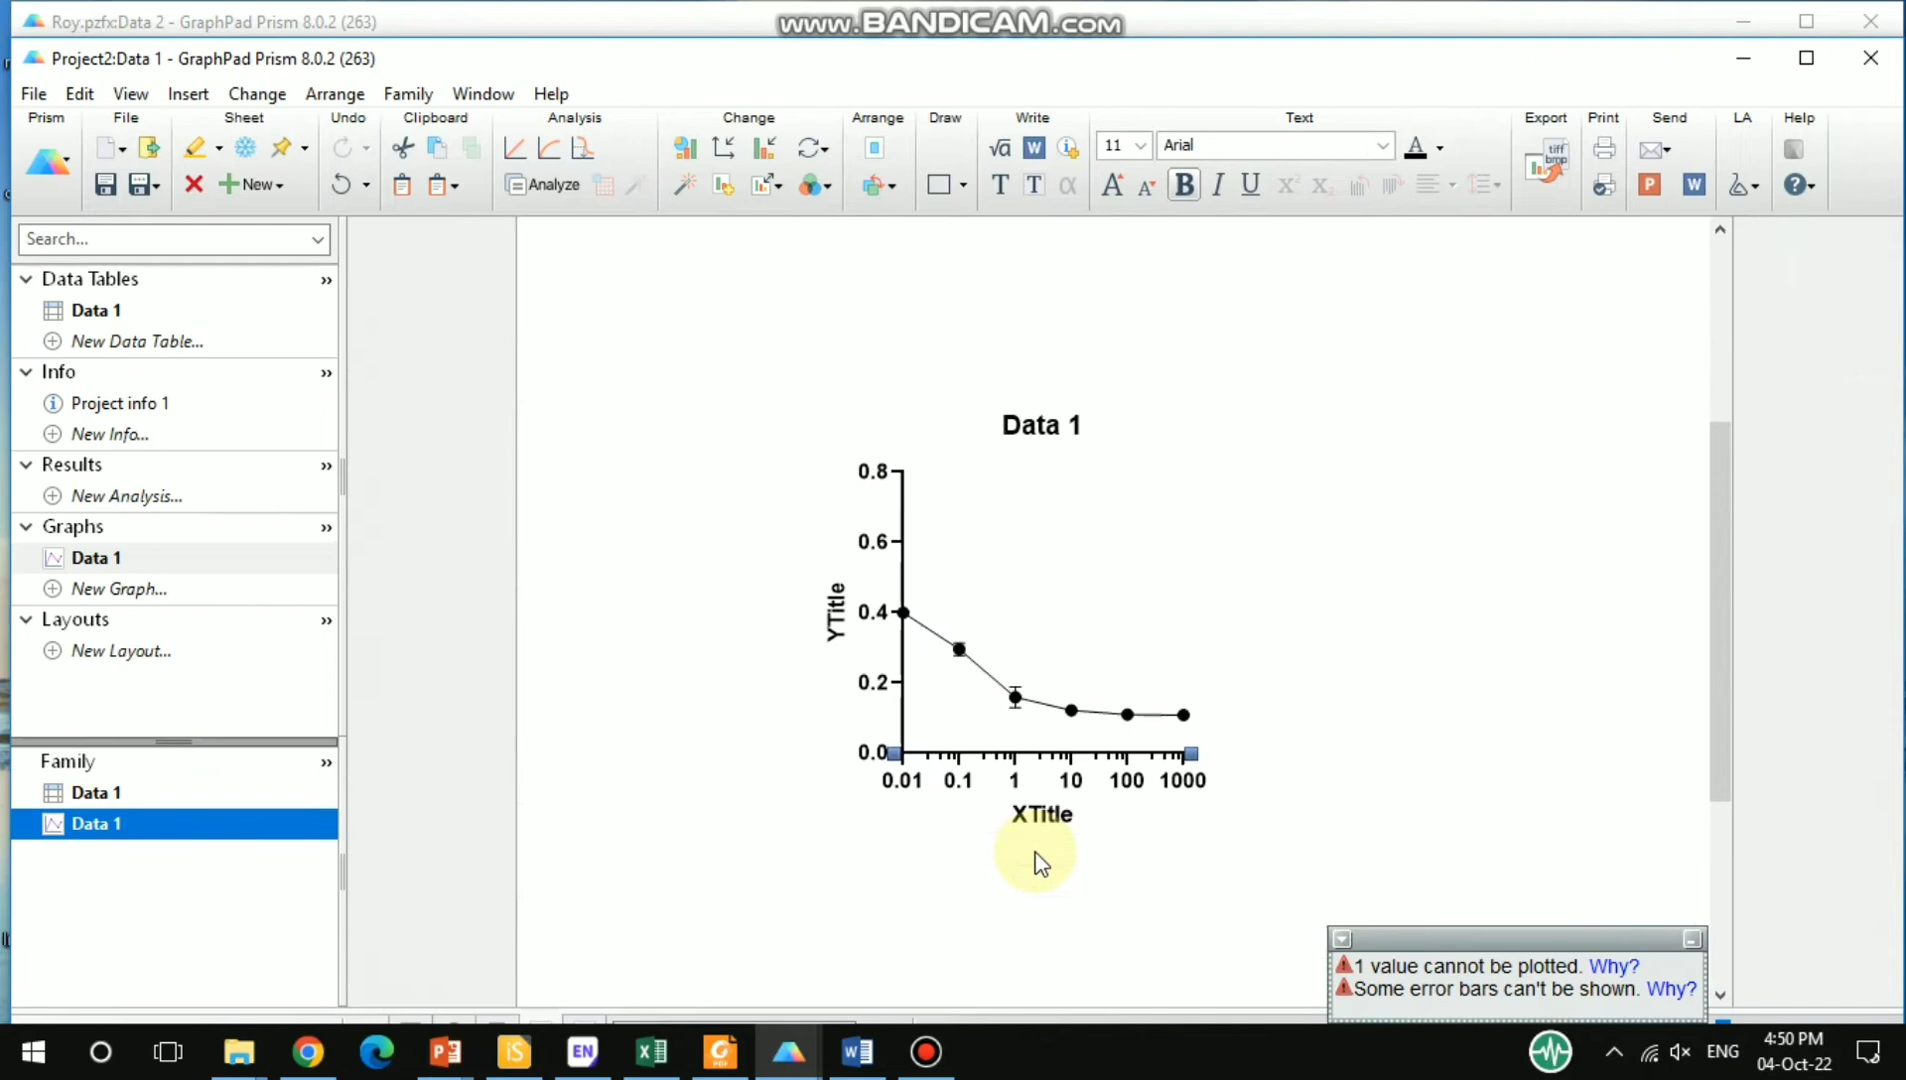 Roy.pzfx:Data 2 - GraphPad Prism 8.0.2 (263)
www.BANDICAM.com
Project2:Data 1 - GraphPad Prism 8.0.2 (263)
File Edit View Insert Change Arrange Family Window Help
Prism File Sheet Undo Clipboard Analysis Change Arrange Draw Write Text Export Print Send LA Help
√α W 11 Arial A tiff bmp
New Analyze T T α A A B I U X² X₂ P W
Search...
Data Tables
Data 1
New Data Table...
Info
Project info 1
New Info...
Results
New Analysis...
Graphs
Data 1
New Graph...
Layouts
New Layout...
Family
Data 1
Data 1
Data 1
0.8
0.6
0.4
0.2
0.0
YTitle
0.01 0.1 1 10 100 1000
XTitle
1 value cannot be plotted. Why?
Some error bars can't be shown. Why?
iS EN ENG
4:50 PM
04-Oct-22